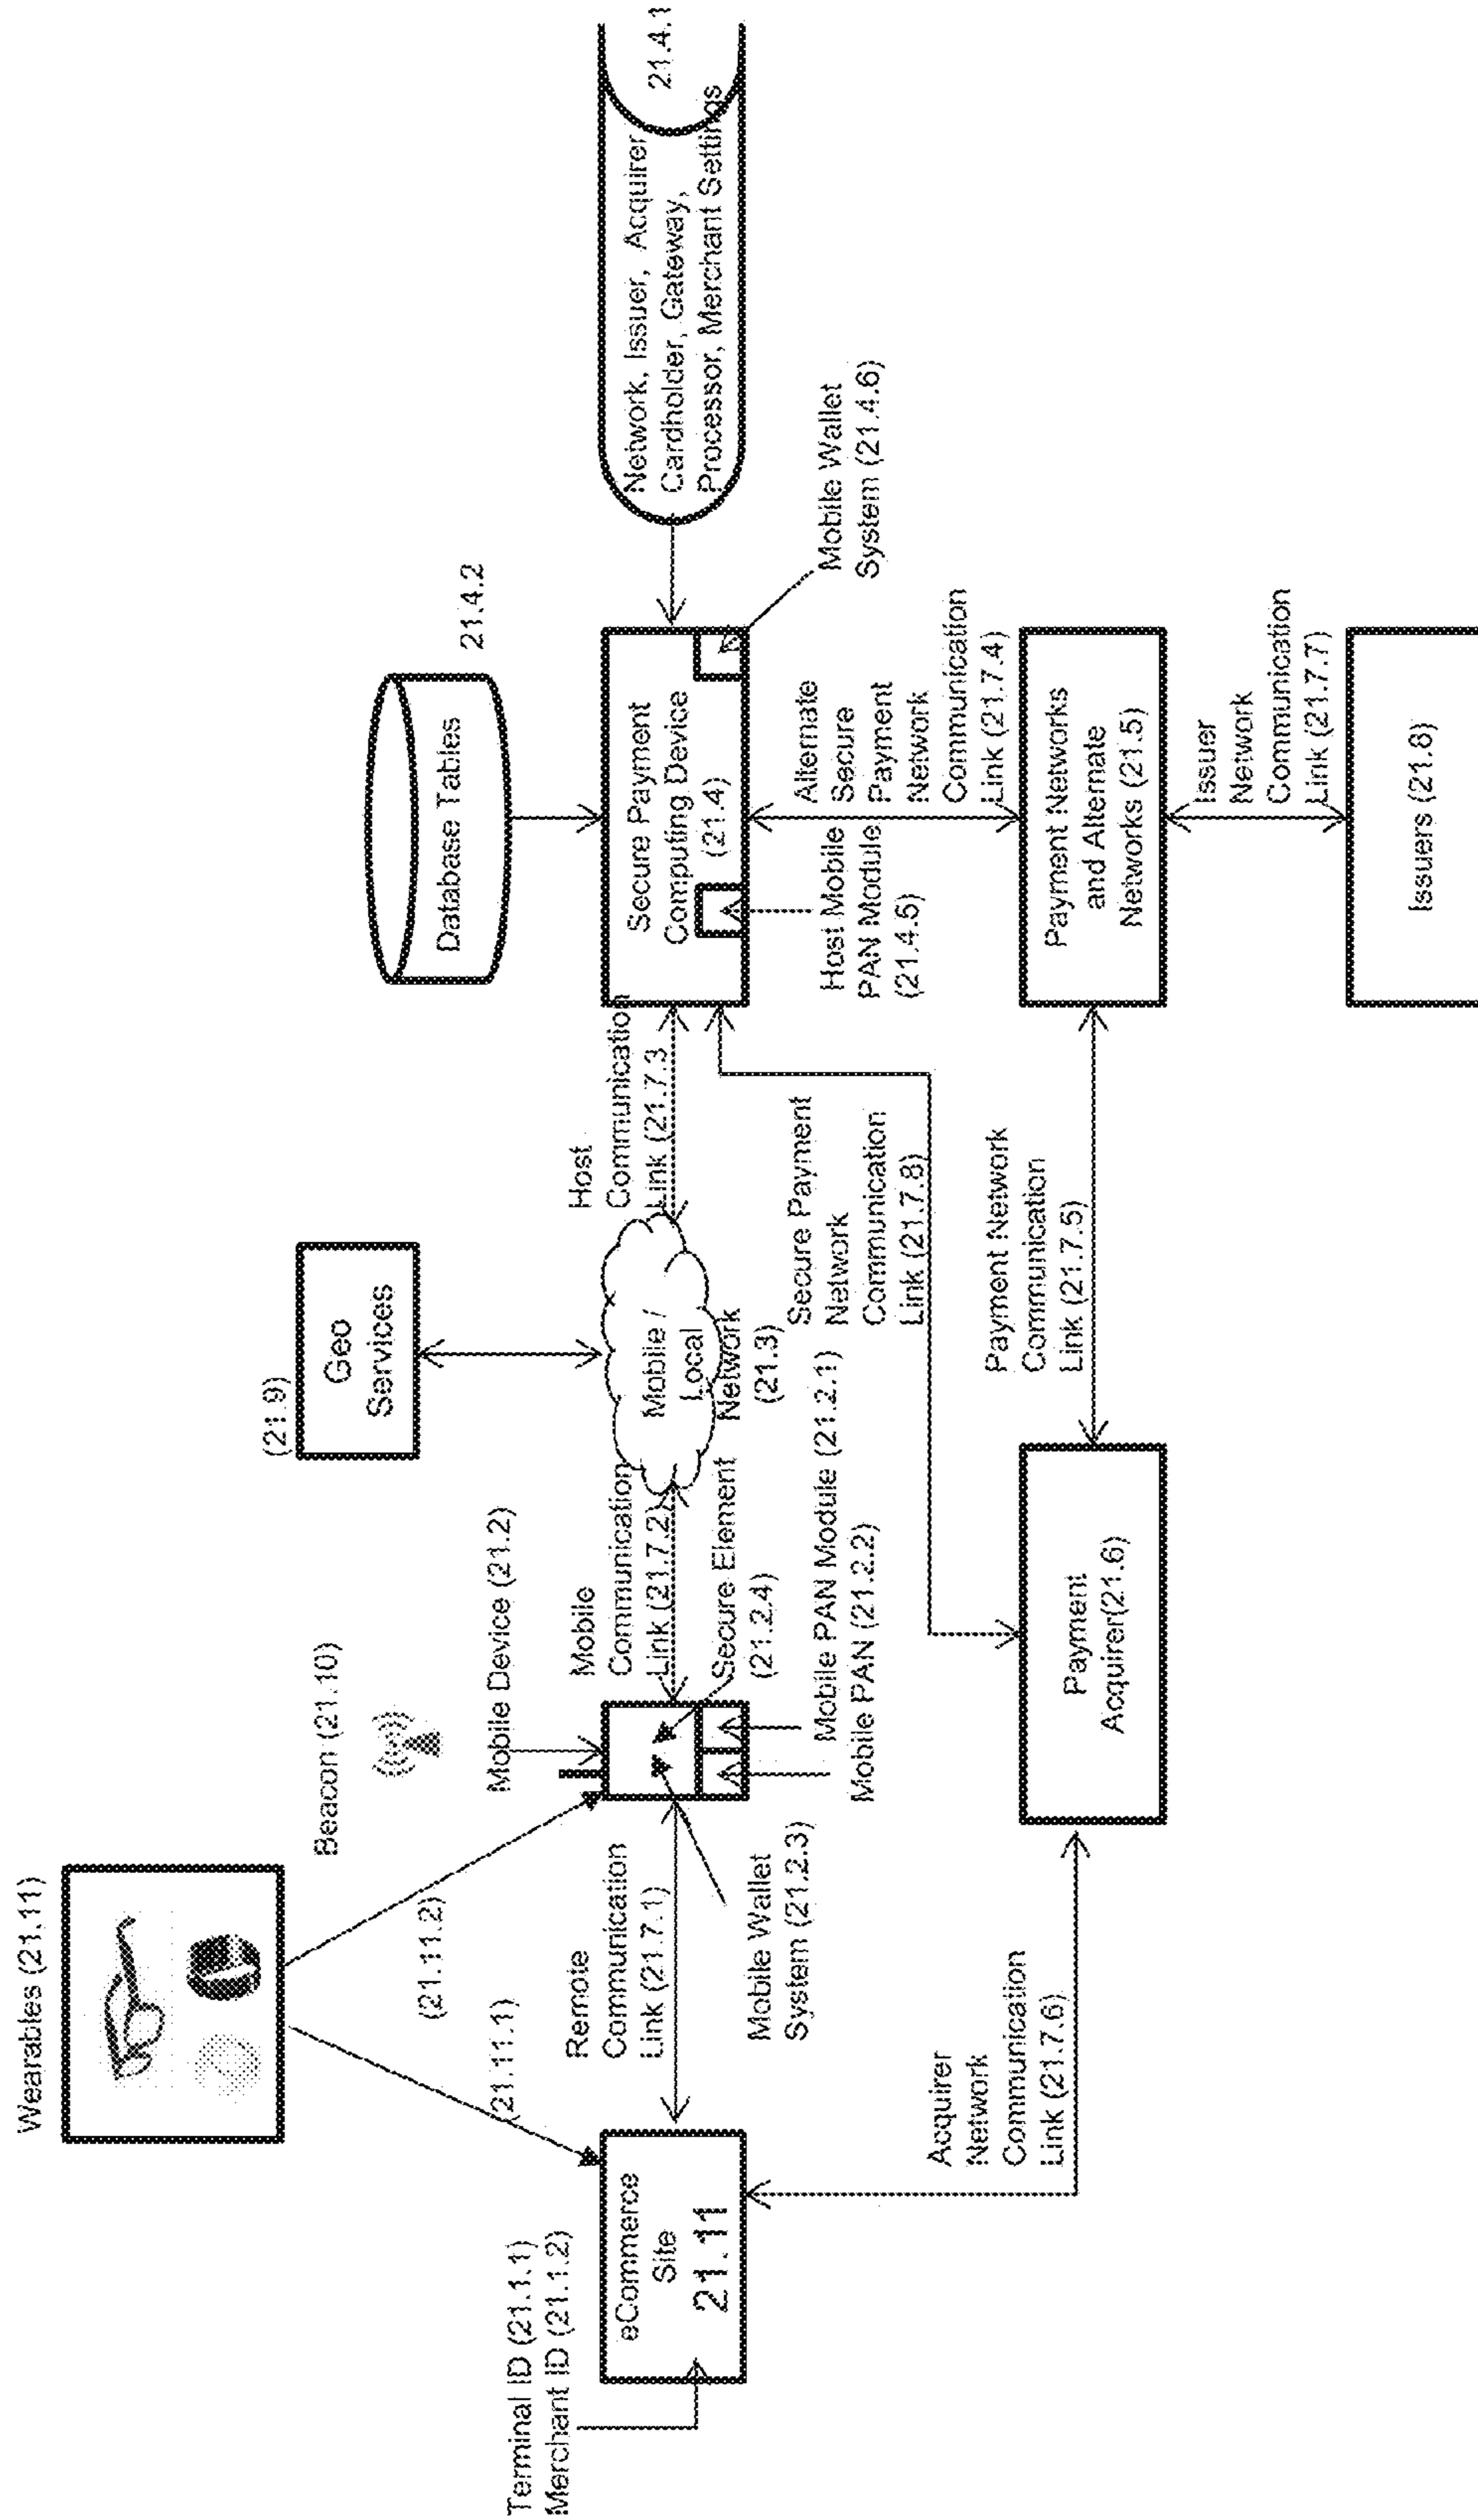 Wearables (21.11)
Beacon (21.10)
(21.9)
Geo
Services
Database Tables
21.4.2
(21.11.2)
(21.11.1)
Mobile Device (21.2)
Terminal ID (21.1.1)
Merchant ID (21.1.2)
eCommerce
Site
21.11
Remote
Communication
Link (21.7.1)
Mobile
Communication
Link (21.7.2)
Mobile /
Local
Network
(21.3)
Host
Communication
Link (21.7.3
Secure Payment
Computing Device
(21.4)
Network, Issuer, Acquirer
Cardholder, Gateway,
Processor, Merchant Settings
21.4.1
Mobile Wallet
System (21.2.3)
Secure Element
(21.2.4)
Mobile PAN Module (21.2.1)
Mobile PAN (21.2.2)
Secure Payment
Network
Communication
Link (21.7.8)
Host Mobile
PAN Module
(21.4.5)
Alternate
Secure
Payment
Network
Communication
Link (21.7.4)
Mobile Wallet
System (21.4.6)
Acquirer
Network
Communication
Link (21.7.6)
Payment
Acquirer(21.6)
Payment Network
Communication
Link (21.7.5)
Payment Networks
and Alternate
Networks (21.5)
Issuer
Network
Communication
Link (21.7.7)
Issuers (21.8)